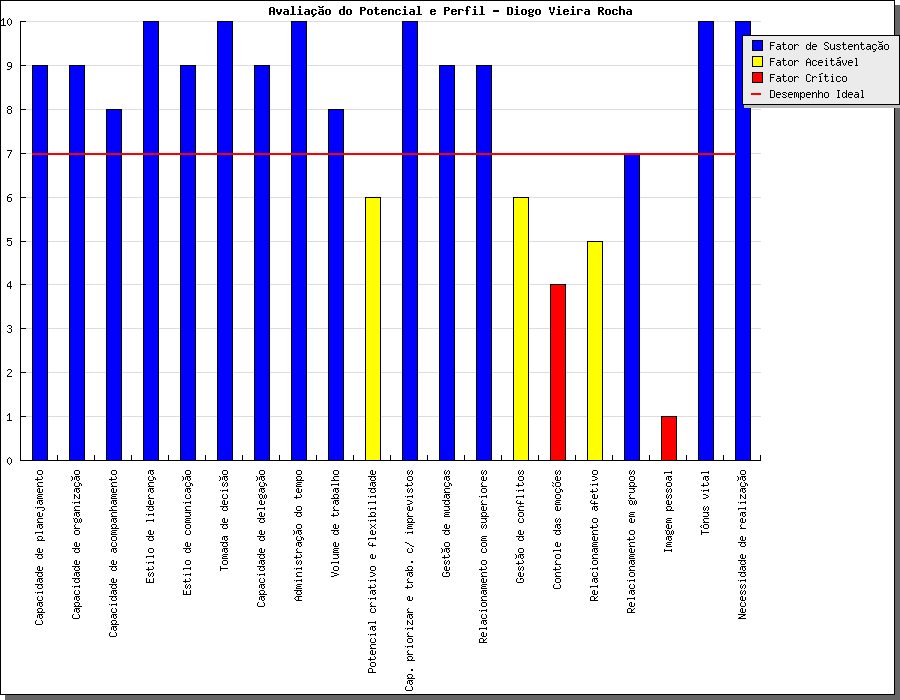 Avaliação do Potencial e Perfil - Diogo Vieira Rocha
Fator de Sustentação
Fator Aceitável
Fator Crítico
Desempenho Ideal
10
9
8
7
6
5
4
3
2
1
0
Capacidade de planejamento
Capacidade de organização
Capacidade de acompanhamento
Estilo de liderança
Estilo de comunicação
Tomada de decisão
Capacidade de delegação
Administração do tempo
Volume de trabalho
Potencial criativo e flexibilidade
Cap. priorizar e trab. c/ imprevistos
Gestão de mudanças
Relacionamento com superiores
Gestão de conflitos
Controle das emoções
Relacionamento afetivo
Relacionamento em grupos
Imagem pessoal
Tônus vital
Necessidade de realização